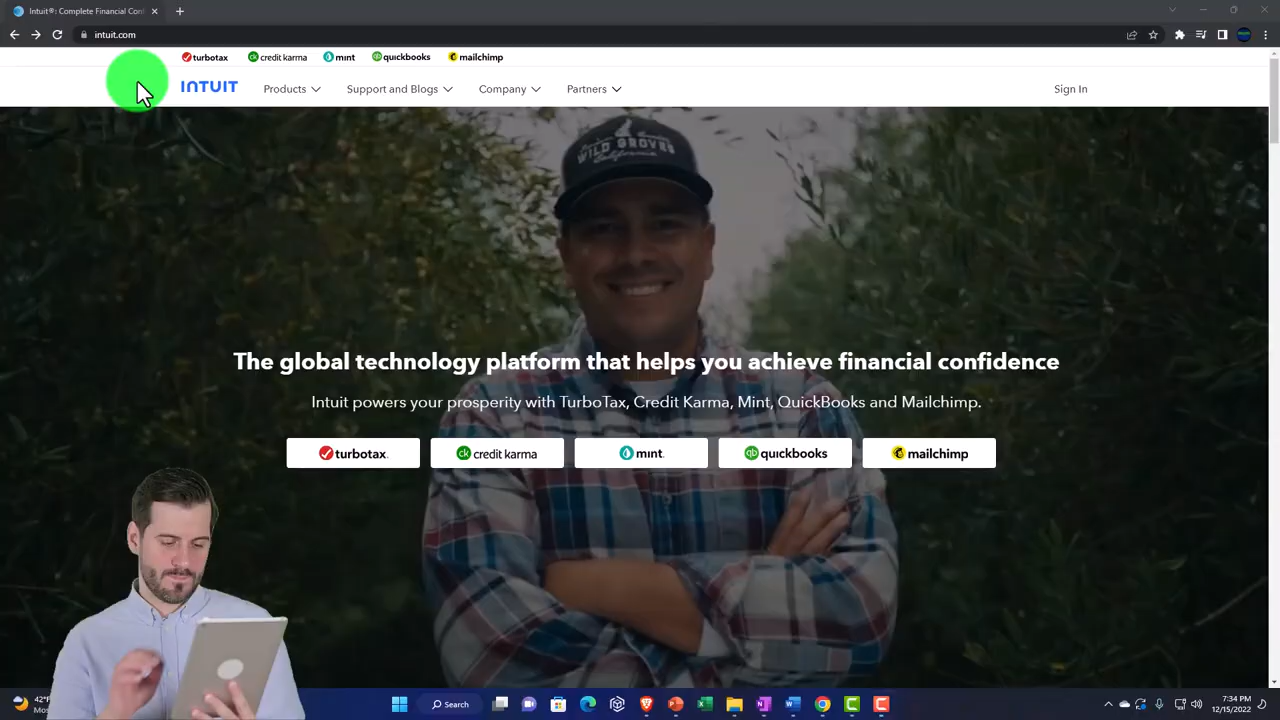 Intuit®: Complete Financial Con
intuit.com
turbotax credit karma mint quickbooks mailchimp
INTUIT Products Support and Blogs Company Partners Sign In
WILD GROVES
California
The global technology platform that helps you achieve financial confidence
Intuit powers your prosperity with TurboTax, Credit Karma, Mint, QuickBooks and Mailchimp.
turbotax. credit karma mint. quickbooks mailchimp
42°F
Search
7:34 PM
12/15/2022